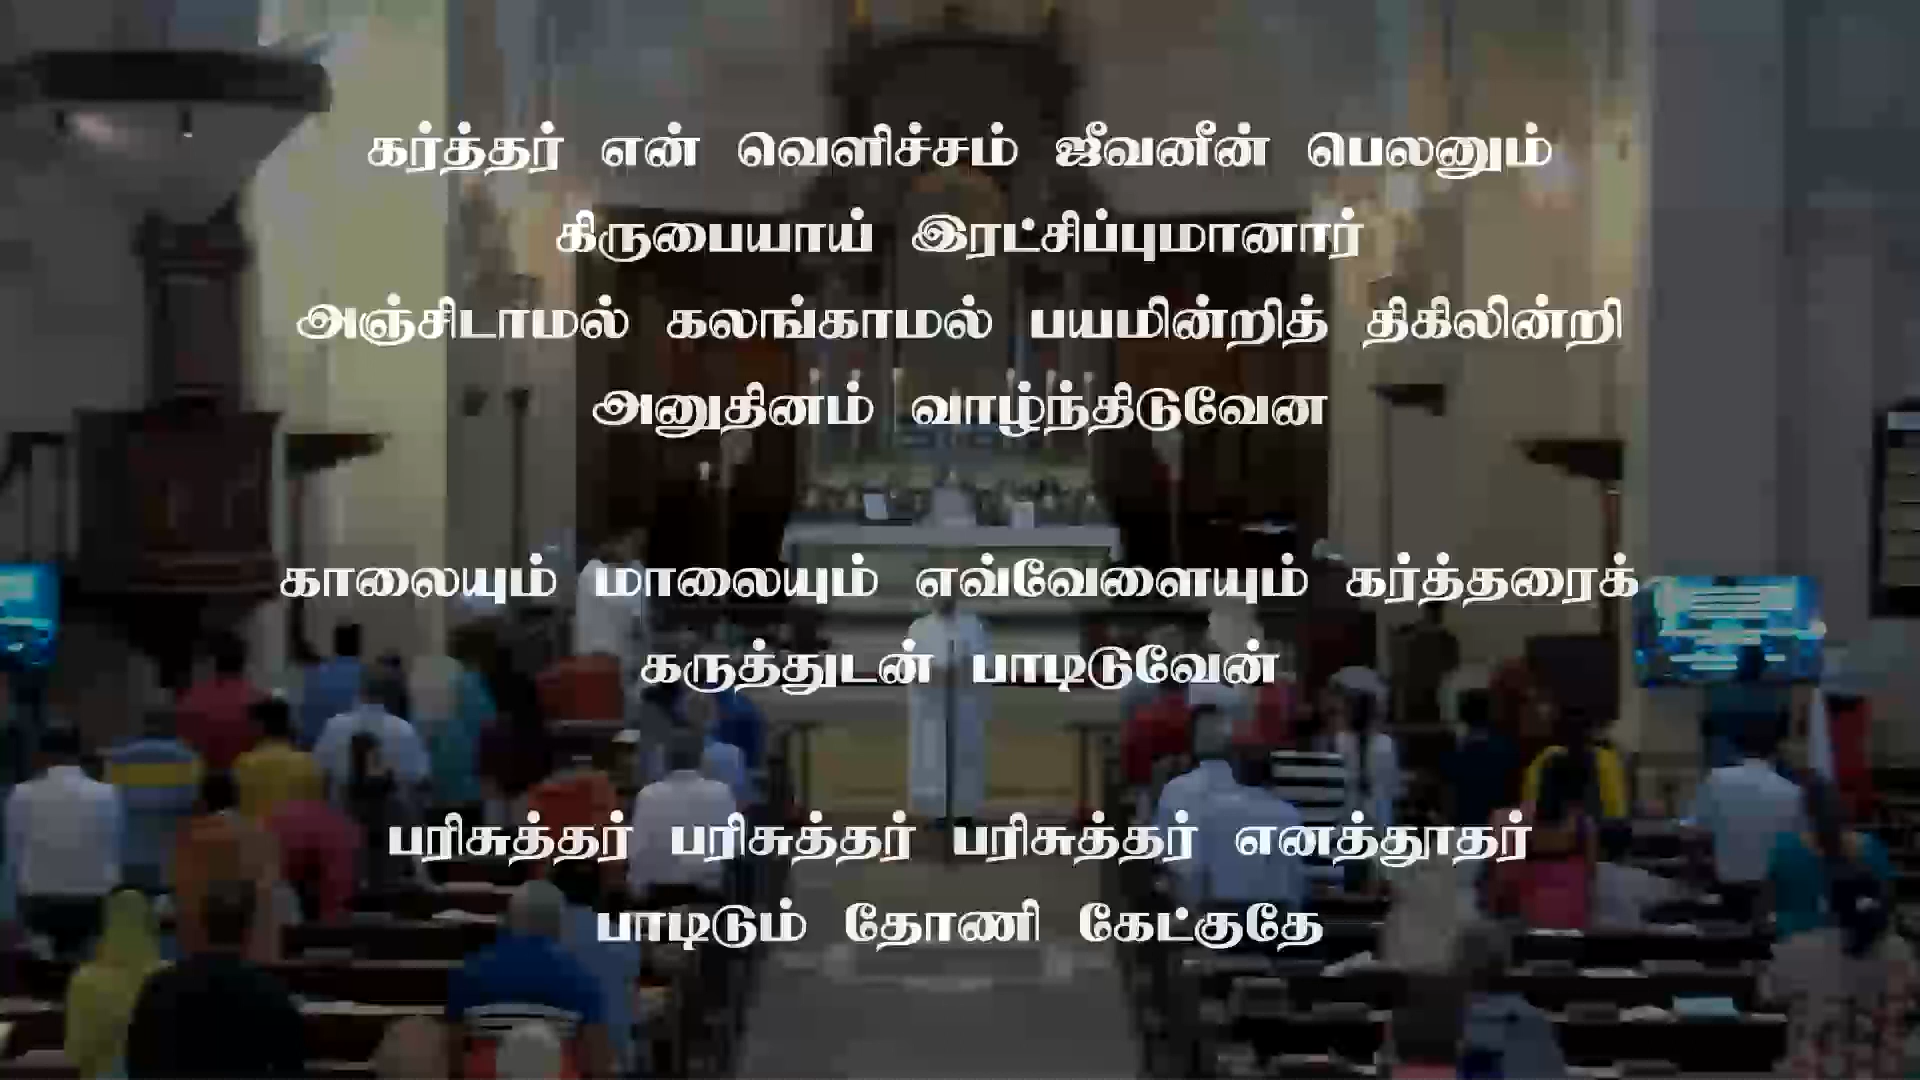 கர்த்தர் என் வெளிச்சம் ஜீவனீன் பெலனும்
கிருபையாய் இரட்சிப்புமானார்
அஞ்சிடாமல் கலங்காமல் பயமின்றித் திகிலின்றி
அனுதினம் வாழ்ந்திடுவேன
காலையும் மாலையும் எவ்வேளையும் கர்த்தரைக்
கருத்துடன் பாடிடுவேன்
பரிசுத்தர் பரிசுத்தர் பரிசுத்தர் எனத்தூதர்
பாடிடும் தோணி கேட்குதே